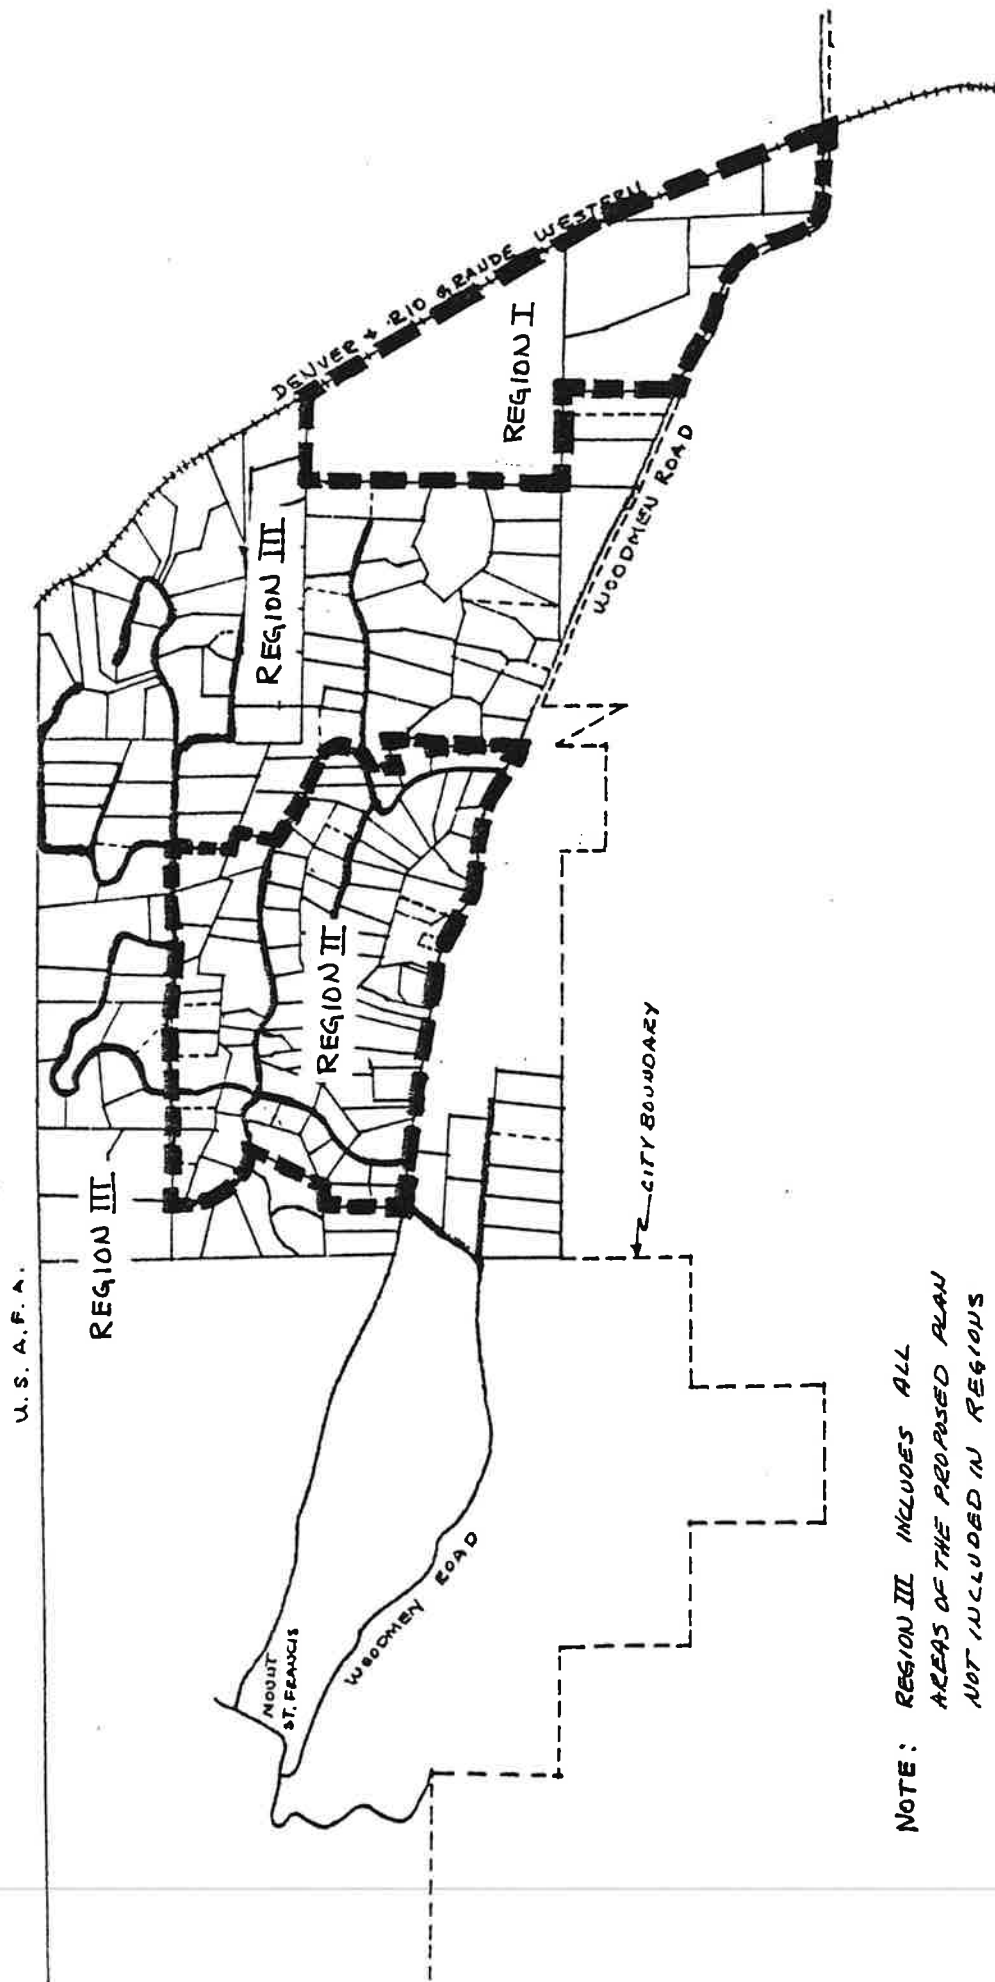 U.S.A.F.A.
DENVER & RIO GRANDE WESTERN
REGION I
REGION III
REGION II
REGION III
WOODMEN ROAD
CITY BOUNDARY
MOUNT
ST. FRANCIS
WOODMEN ROAD
NOTE: REGION III INCLUDES ALL
AREAS OF THE PROPOSED PLAN
NOT INCLUDED IN REGIONS